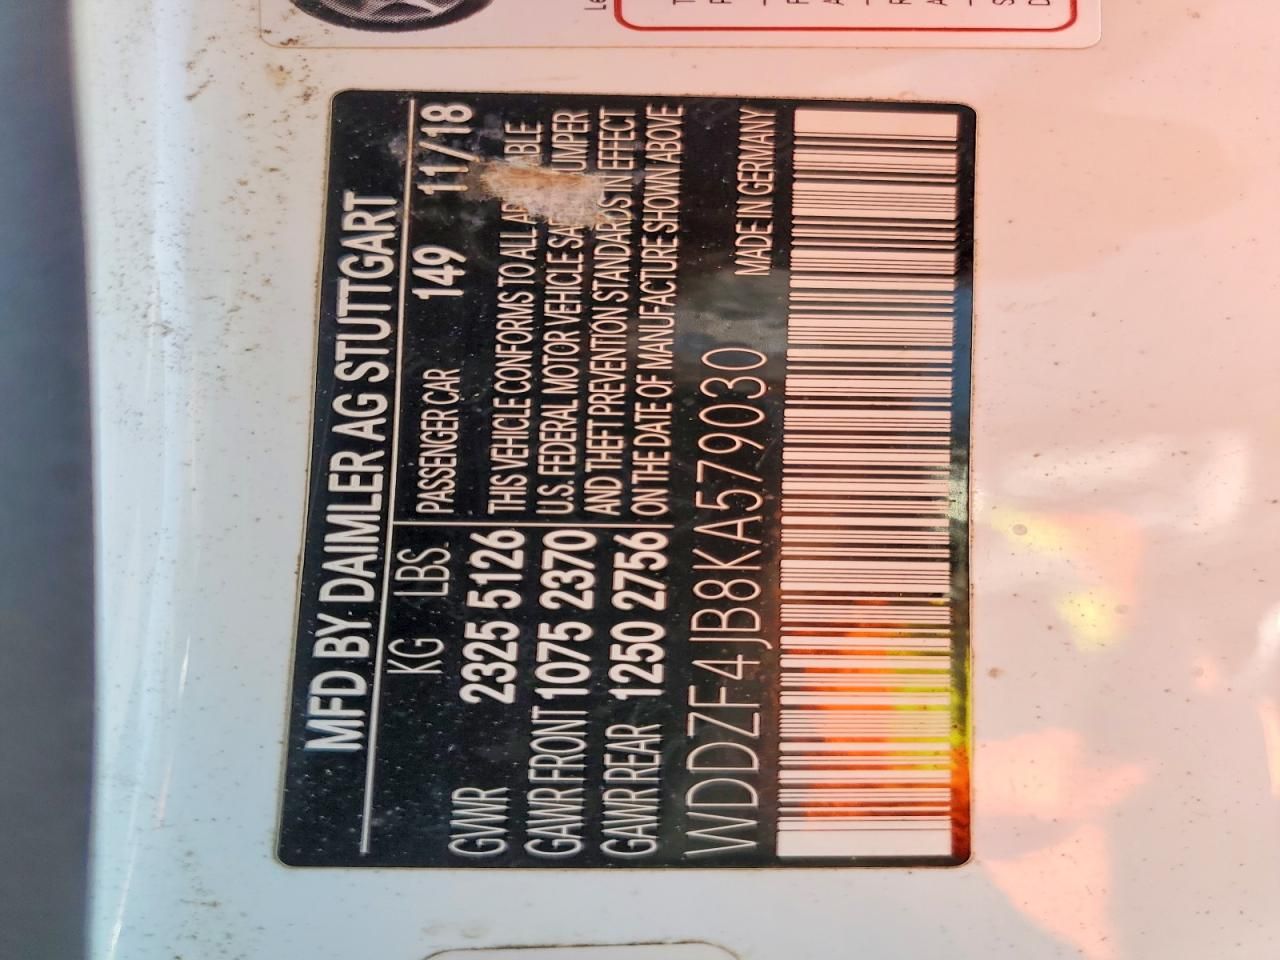 MFD BY DAIMLER AG STUTTGART
KG LBS.
GVWR 2325 5126
GAWR FRONT 1075 2370
GAWR REAR 1250 2756
PASSENGER CAR 149 11/18
THIS VEHICLE CONFORMS TO ALL
U.S. FEDERAL MOTOR VEHICLE
AND THEFT PREVENTION STANDARDS IN EFFECT
ON THE DATE OF MANUFACTURE SHOWN ABOVE
WDDZF4JB8KA579030
MADE IN GERMANY